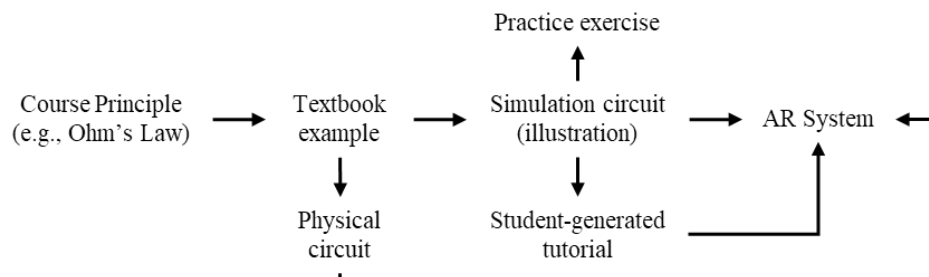 Practice exercise
Course Principle
(e.g., Ohm's Law)
Textbook
example
Simulation circuit
(illustration)
AR System
Physical
circuit
Student-generated
tutorial